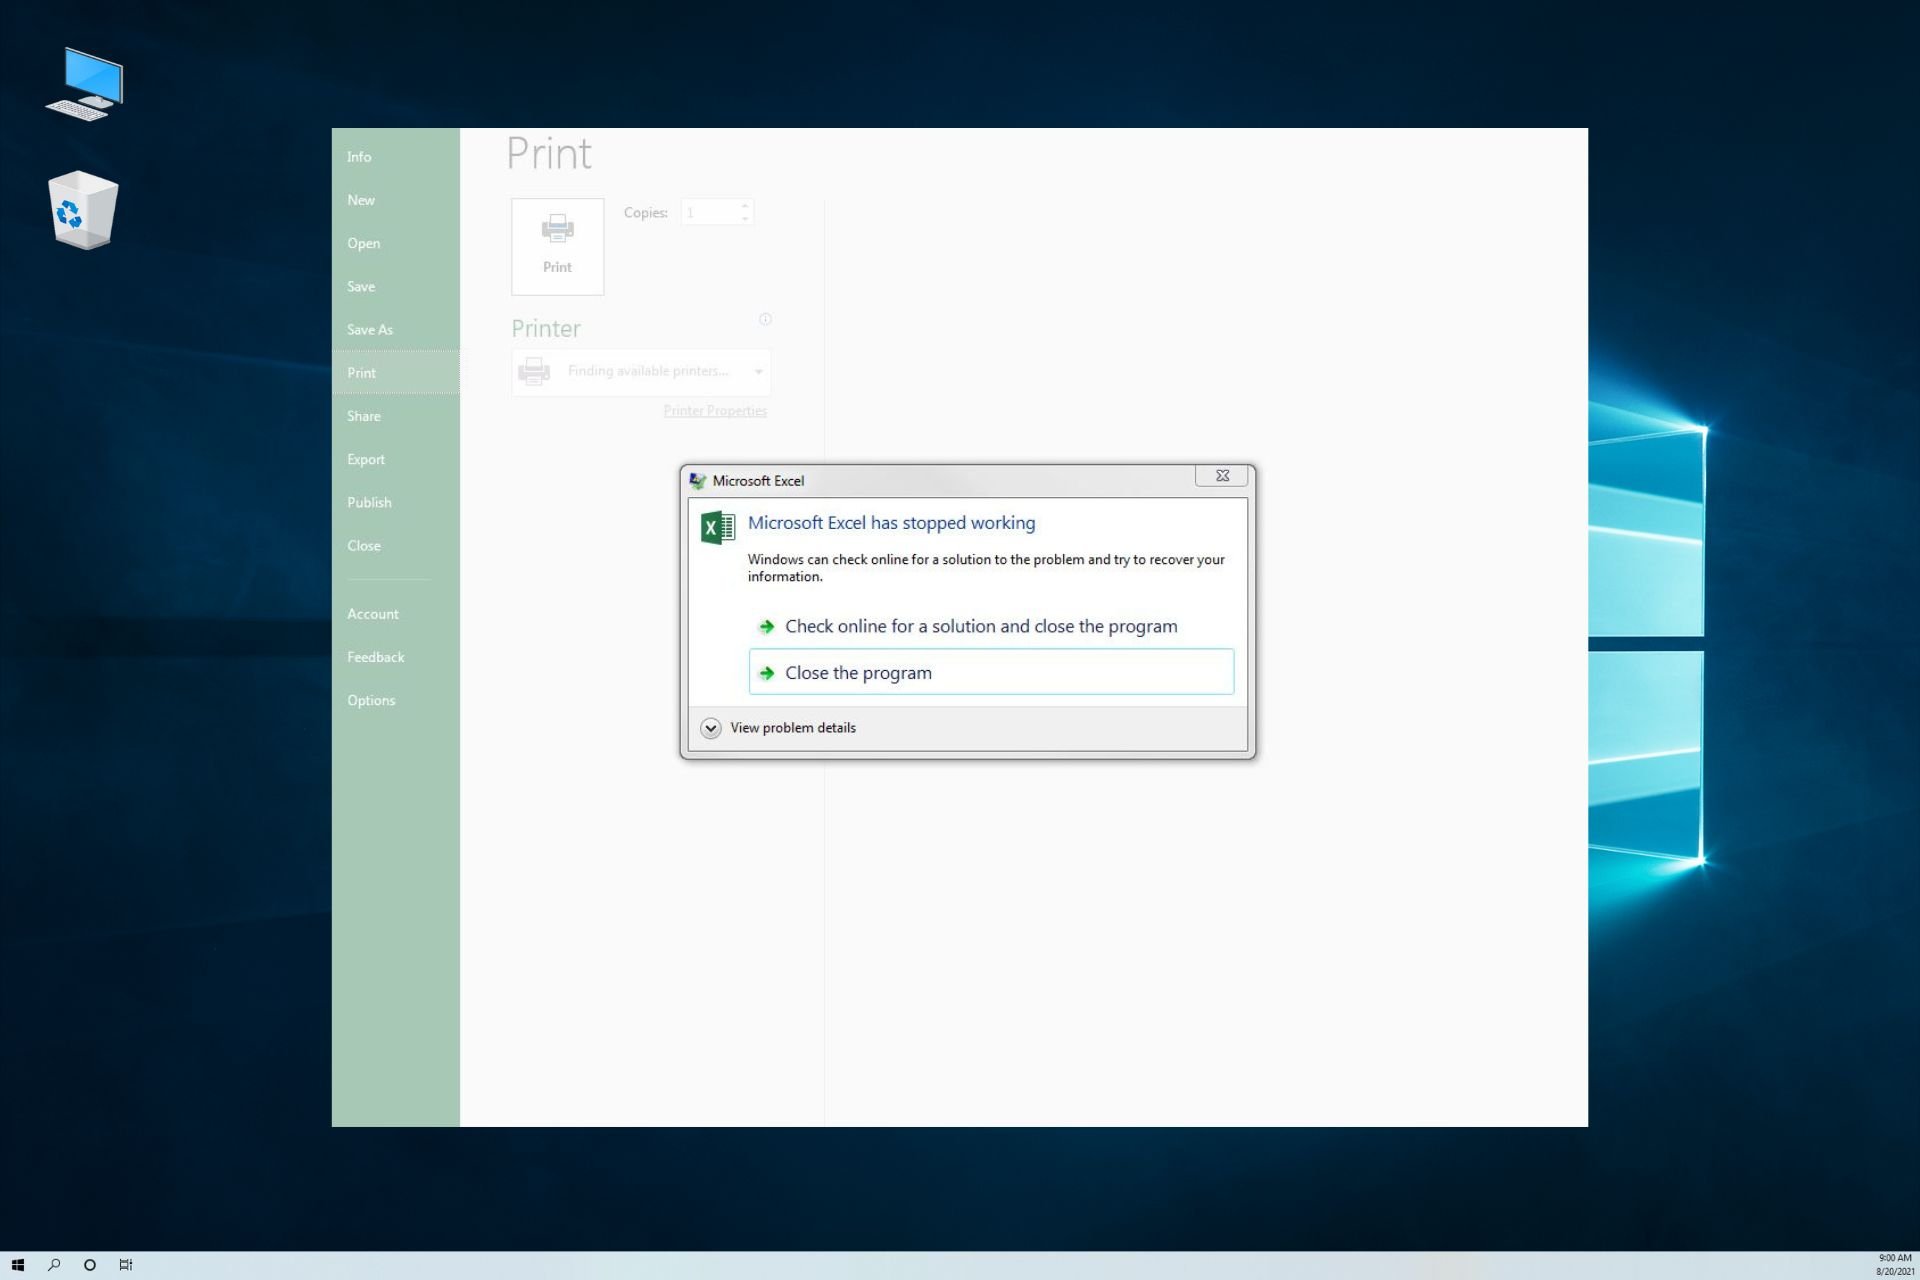 Info
New
Open
Save
Save As
Print
Share
Export
Publish
Close
Account
Feedback
Options
Print
Print
Copies:
1
Printer
Finding available printers...
Printer Properties
Microsoft Excel
X
Microsoft Excel has stopped working
Windows can check online for a solution to the problem and try to recover your
information.
Check online for a solution and close the program
Close the program
View problem details
9:00 AM
8/20/2021